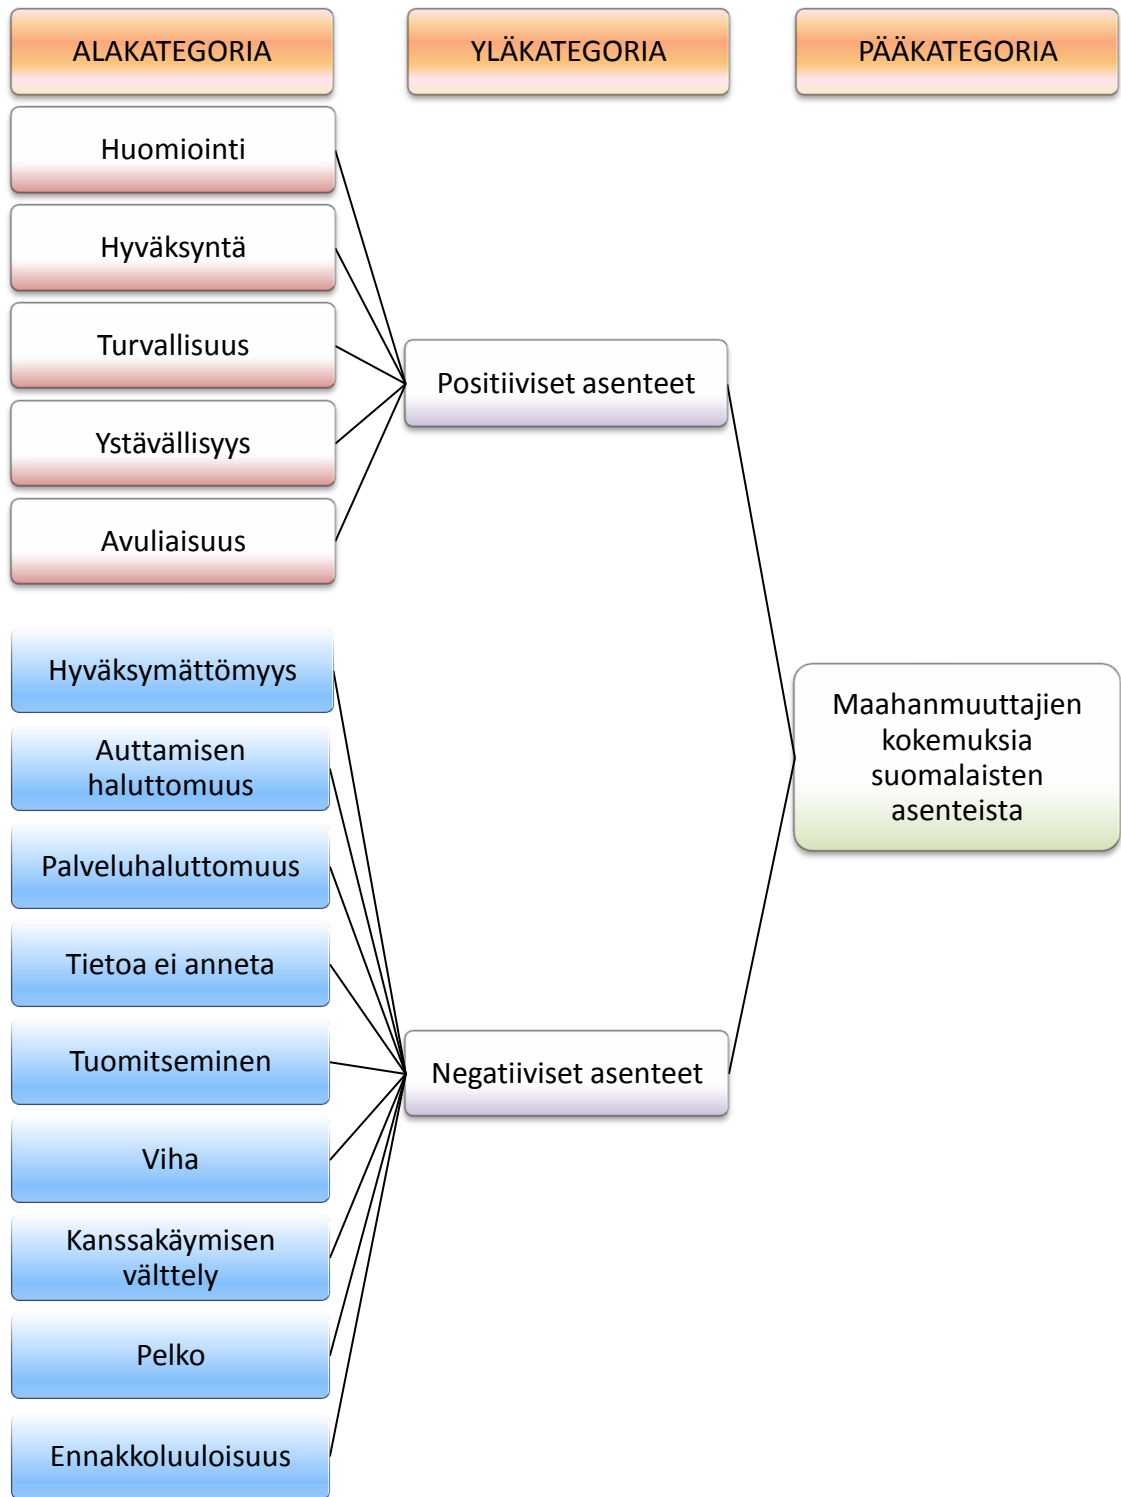 ALAKATEGORIA
YLÄKATEGORIA
PÄÄKATEGORIA
Huomiointi
Hyväksyntä
Turvallisuus
Ystävällisyys
Avuliaisuus
Positiiviset asenteet
Hyväksymättömyys
Auttamisen
haluttomuus
Palveluhaluttomuus
Tietoa ei anneta
Tuomitseminen
Viha
Kanssakäymisen
välttely
Pelko
Ennakkoluuloisuus
Negatiiviset asenteet
Maahanmuuttajien
kokemuksia
suomalaisten
asenteista